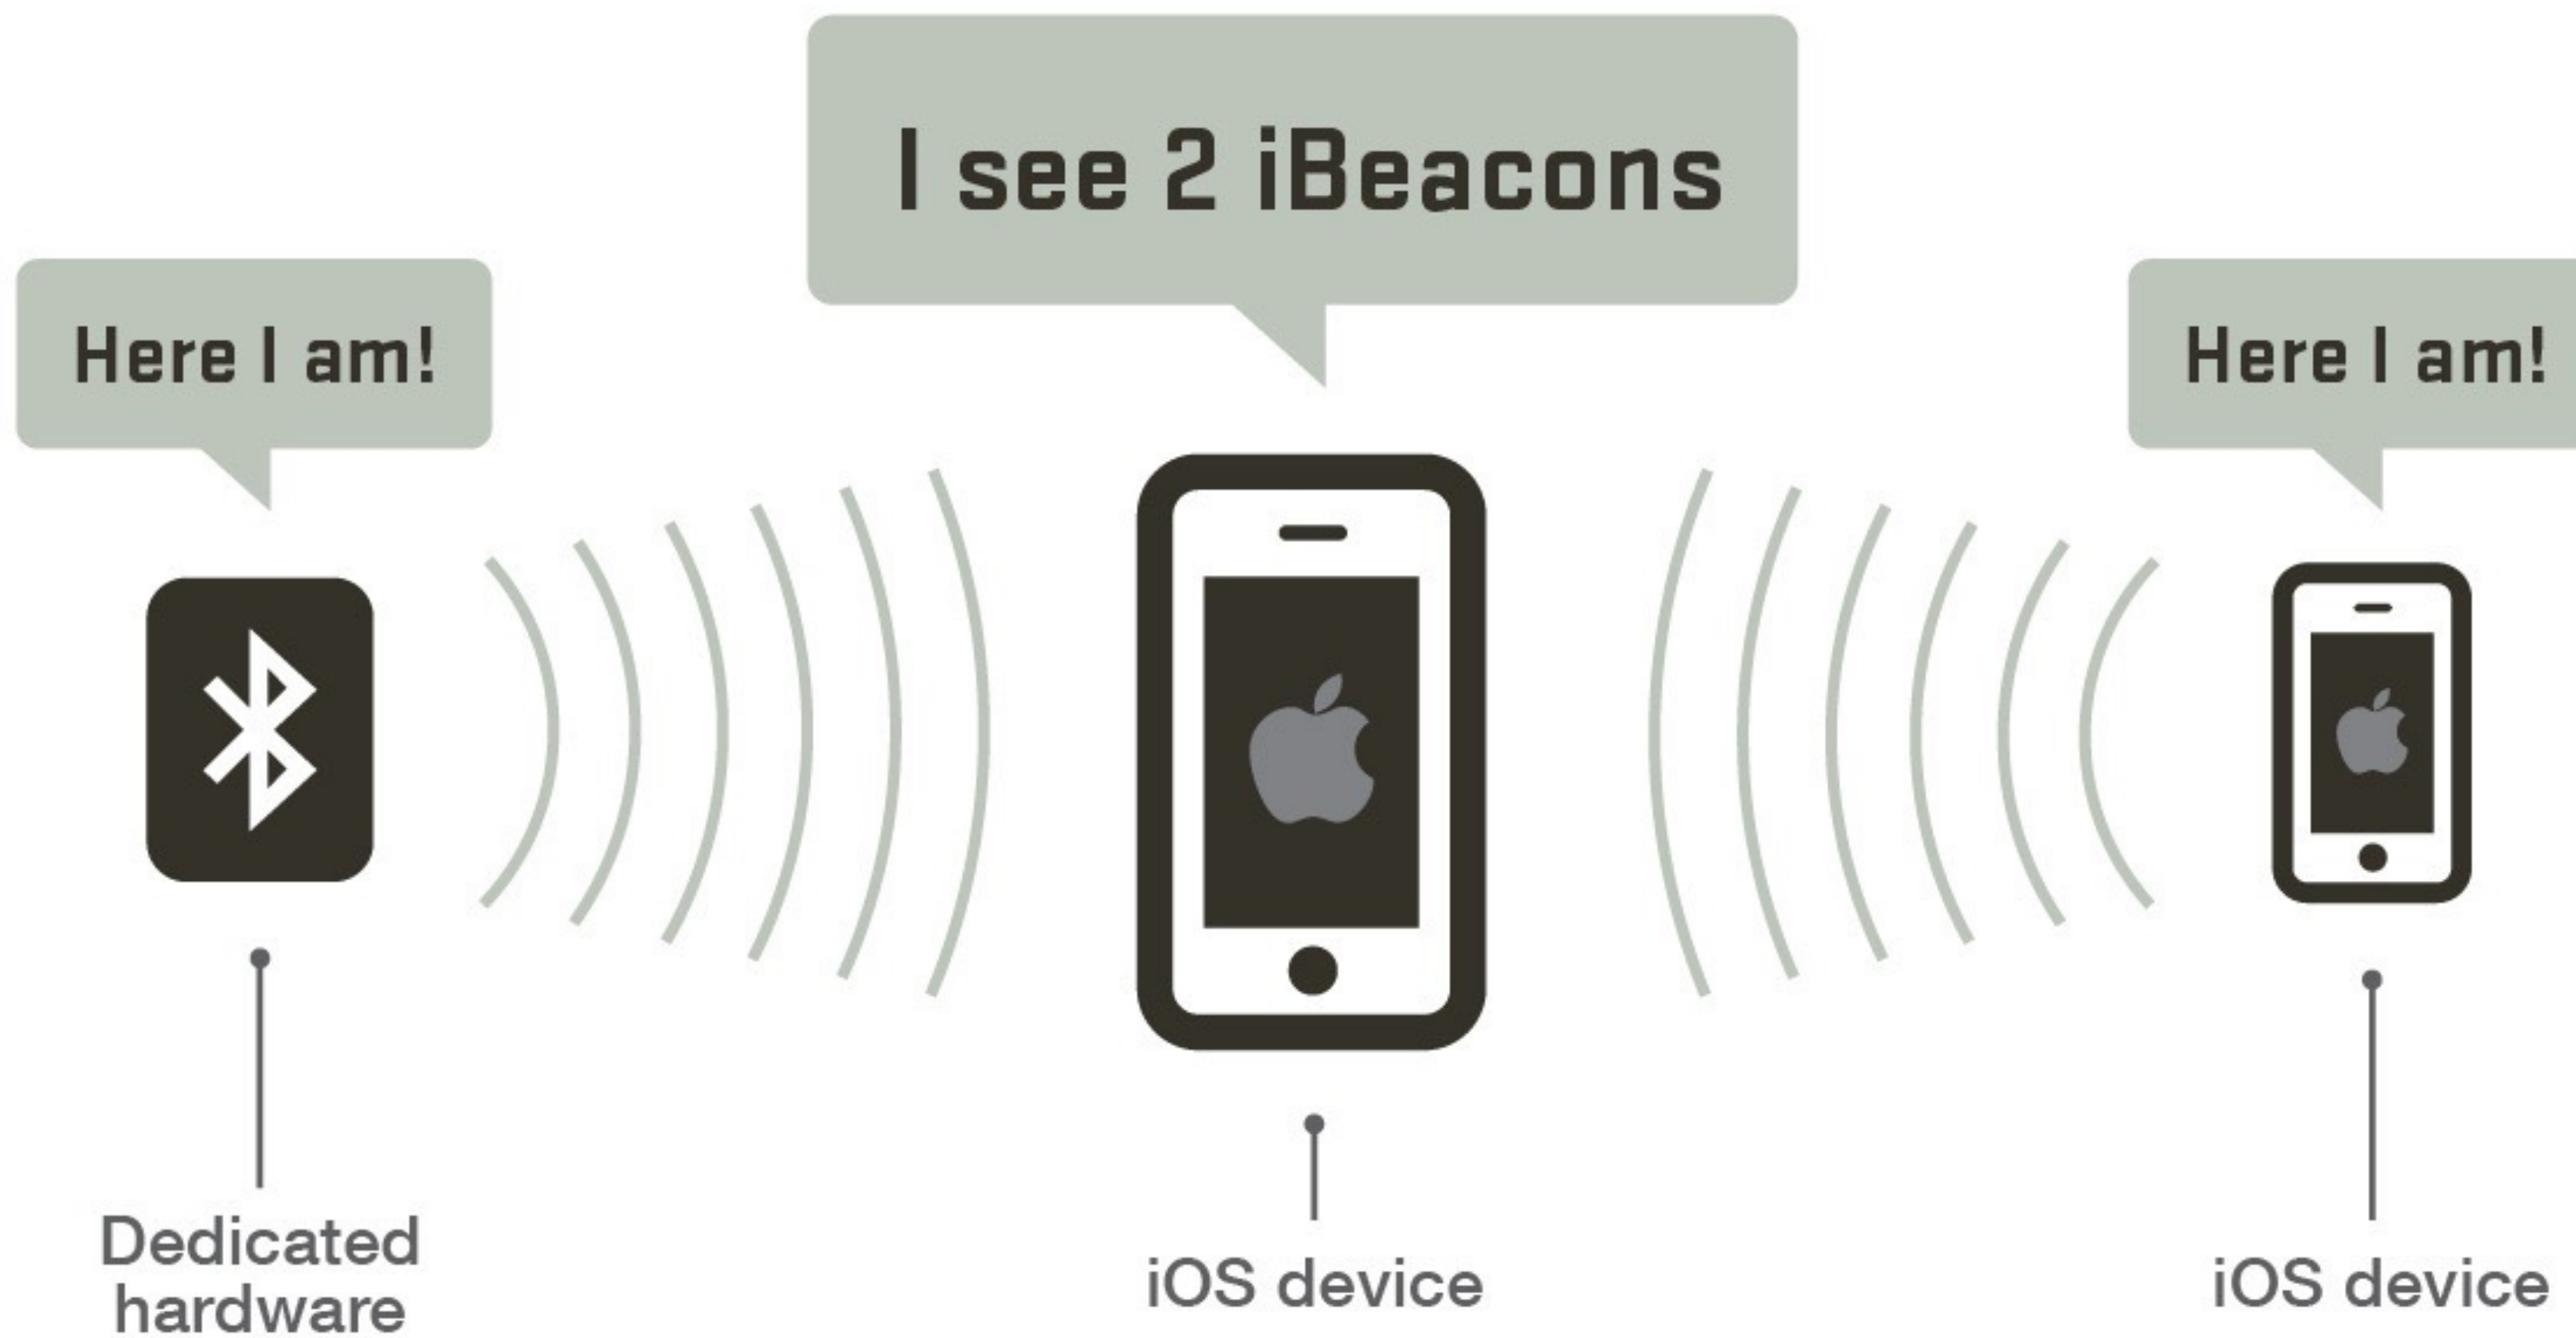 I see 2 iBeacons
Here I am!
Here I am!
Dedicated
hardware
iOS device
iOS device